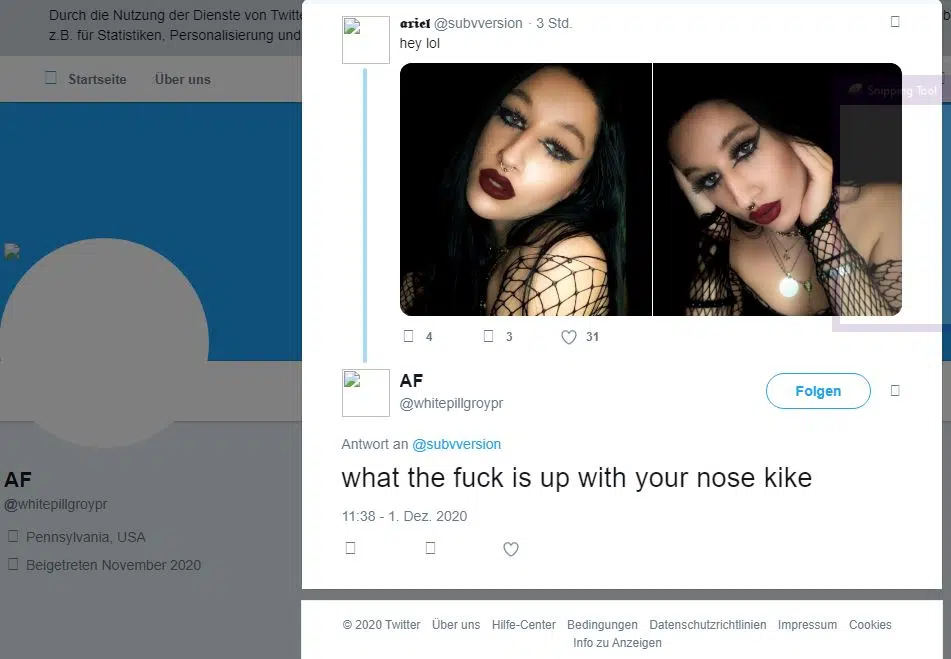 Durch die Nutzung der Dienste von Twitte
z.B. für Statistiken, Personalisierung und
Startseite Über uns
ariel @subvversion · 3 Std.
hey lol
Snipping Tool
4 3 31
AF
@whitepillgroypr
Folgen
Antwort an @subvversion
what the fuck is up with your nose kike
11:38 - 1. Dez. 2020
AF
@whitepillgroypr
Pennsylvania, USA
Beigetreten November 2020
© 2020 Twitter Über uns Hilfe-Center Bedingungen Datenschutzrichtlinien Impressum Cookies
Info zu Anzeigen